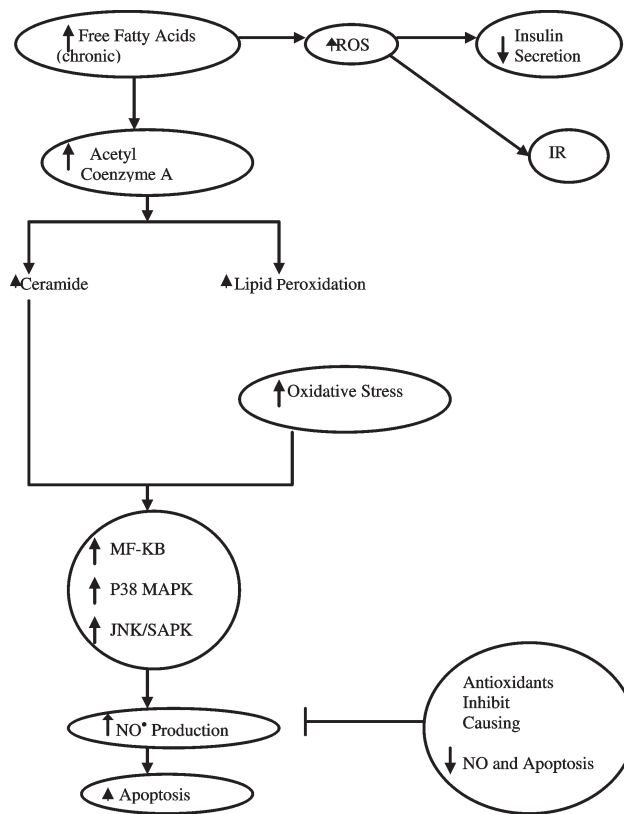 ↑ Free Fatty Acids
(chronic)
↑ROS
↓ Insulin
Secretion
IR
↑ Acetyl
Coenzyme A
↑Ceramide
↑Lipid Peroxidation
↑Oxidative Stress
↑ MF-KB
↑ P38 MAPK
↑ JNK/SAPK
↑NO• Production
↑ Apoptosis
Antioxidants
Inhibit
Causing
↓ NO and Apoptosis